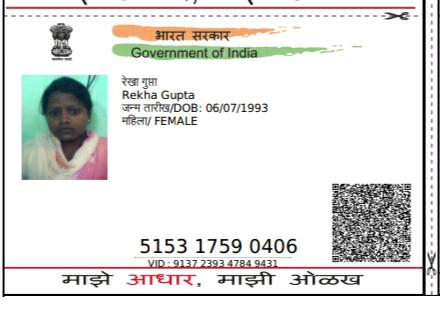 भारत सरकार
Government of India
रेखा गुप्ता
Rekha Gupta
जन्म तारीख/DOB: 06/07/1993
महिला/ FEMALE
5153 1759 0406
VID : 9137 2393 4784 9431
माझे आधार, माझी ओळख